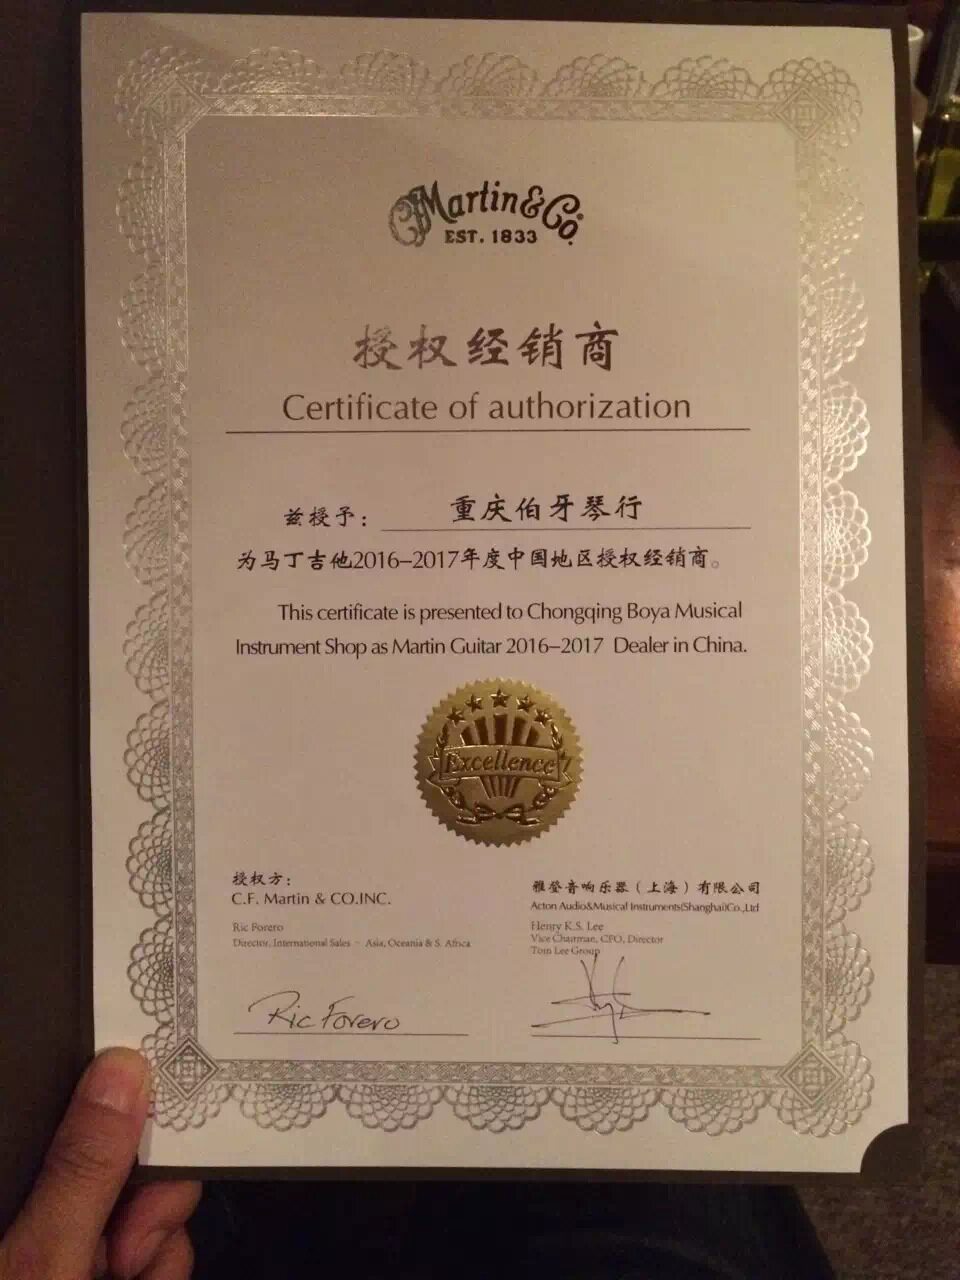 CF Martin & Co.
EST. 1833
授权经销商
Certificate of authorization
兹授予：重庆伯牙琴行
为马丁吉他2016–2017年度中国地区授权经销商。
This certificate is presented to Chongqing Boya Musical
Instrument Shop as Martin Guitar 2016–2017 Dealer in China.
Excellence
授权方：
C.F. Martin & CO.INC.
Ric Forero
Director, International Sales - Asia, Oceania & S. Africa
Ric Forero
雅登音响乐器（上海）有限公司
Acton Audio&Musical Instruments(Shanghai)Co.,Ltd
Henry K.S. Lee
Vice Chairman, CFO, Director
Tom Lee Group